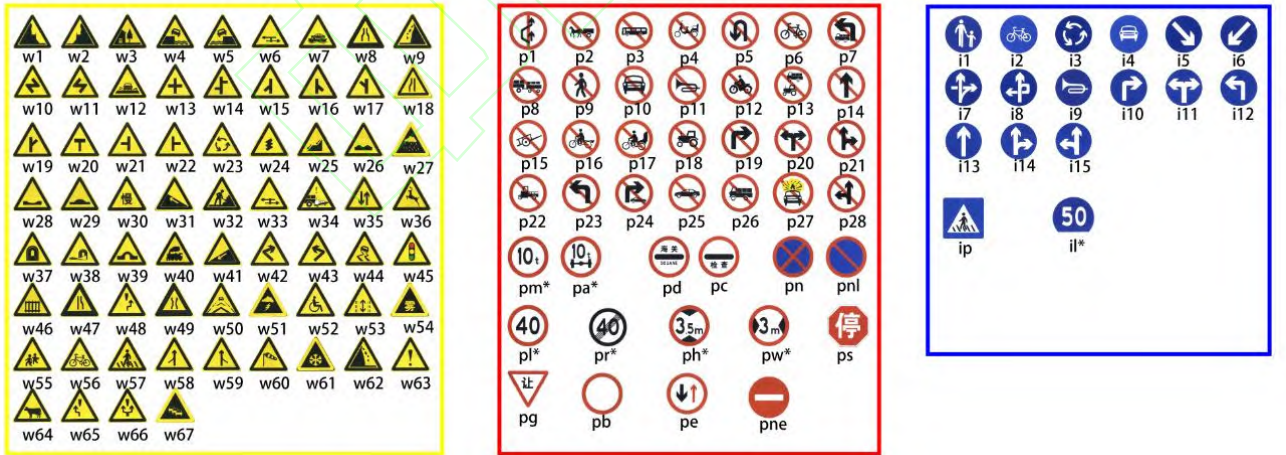 w1 w2 w3 w4 w5 w6 w7 w8 w9
w10 w11 w12 w13 w14 w15 w16 w17 w18
w19 w20 w21 w22 w23 w24 w25 w26 w27
慢
w28 w29 w30 w31 w32 w33 w34 w35 w36
w37 w38 w39 w40 w41 w42 w43 w44 w45
w46 w47 w48 w49 w50 w51 w52 w53 w54
w55 w56 w57 w58 w59 w60 w61 w62 w63
w64 w65 w66 w67
p1 p2 p3 p4 p5 p6 p7
p8 p9 p10 p11 p12 p13 p14
p15 p16 p17 p18 p19 p20 p21
p22 p23 p24 p25 p26 p27 p28
10t 10t 海关 检查
pm* pa* pd pc pn pnl
40 40 3.5m 3m 停
pl* pr* ph* pw* ps
让
pg pb pe pne
i1 i2 i3 i4 i5 i6
i7 i8 i9 i10 i11 i12
i13 i14 i15
50
ip il*